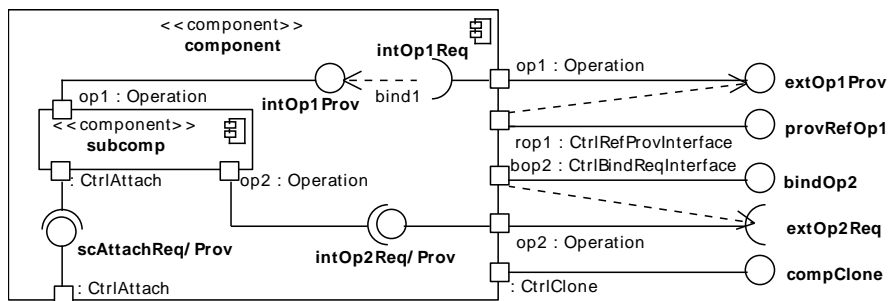 <<component>>
component
intOp1Req
op1 : Operation
extOp1Prov
op1 : Operation
intOp1Prov
bind1
<<component>>
subcomp
provRefOp1
rop1 : CtrlRefProvInterface
bop2 : CtrlBindReqInterface
: CtrlAttach
op2 : Operation
bindOp2
extOp2Req
scAttachReq/ Prov
intOp2Req/ Prov
op2 : Operation
compClone
: CtrlAttach
: CtrlClone